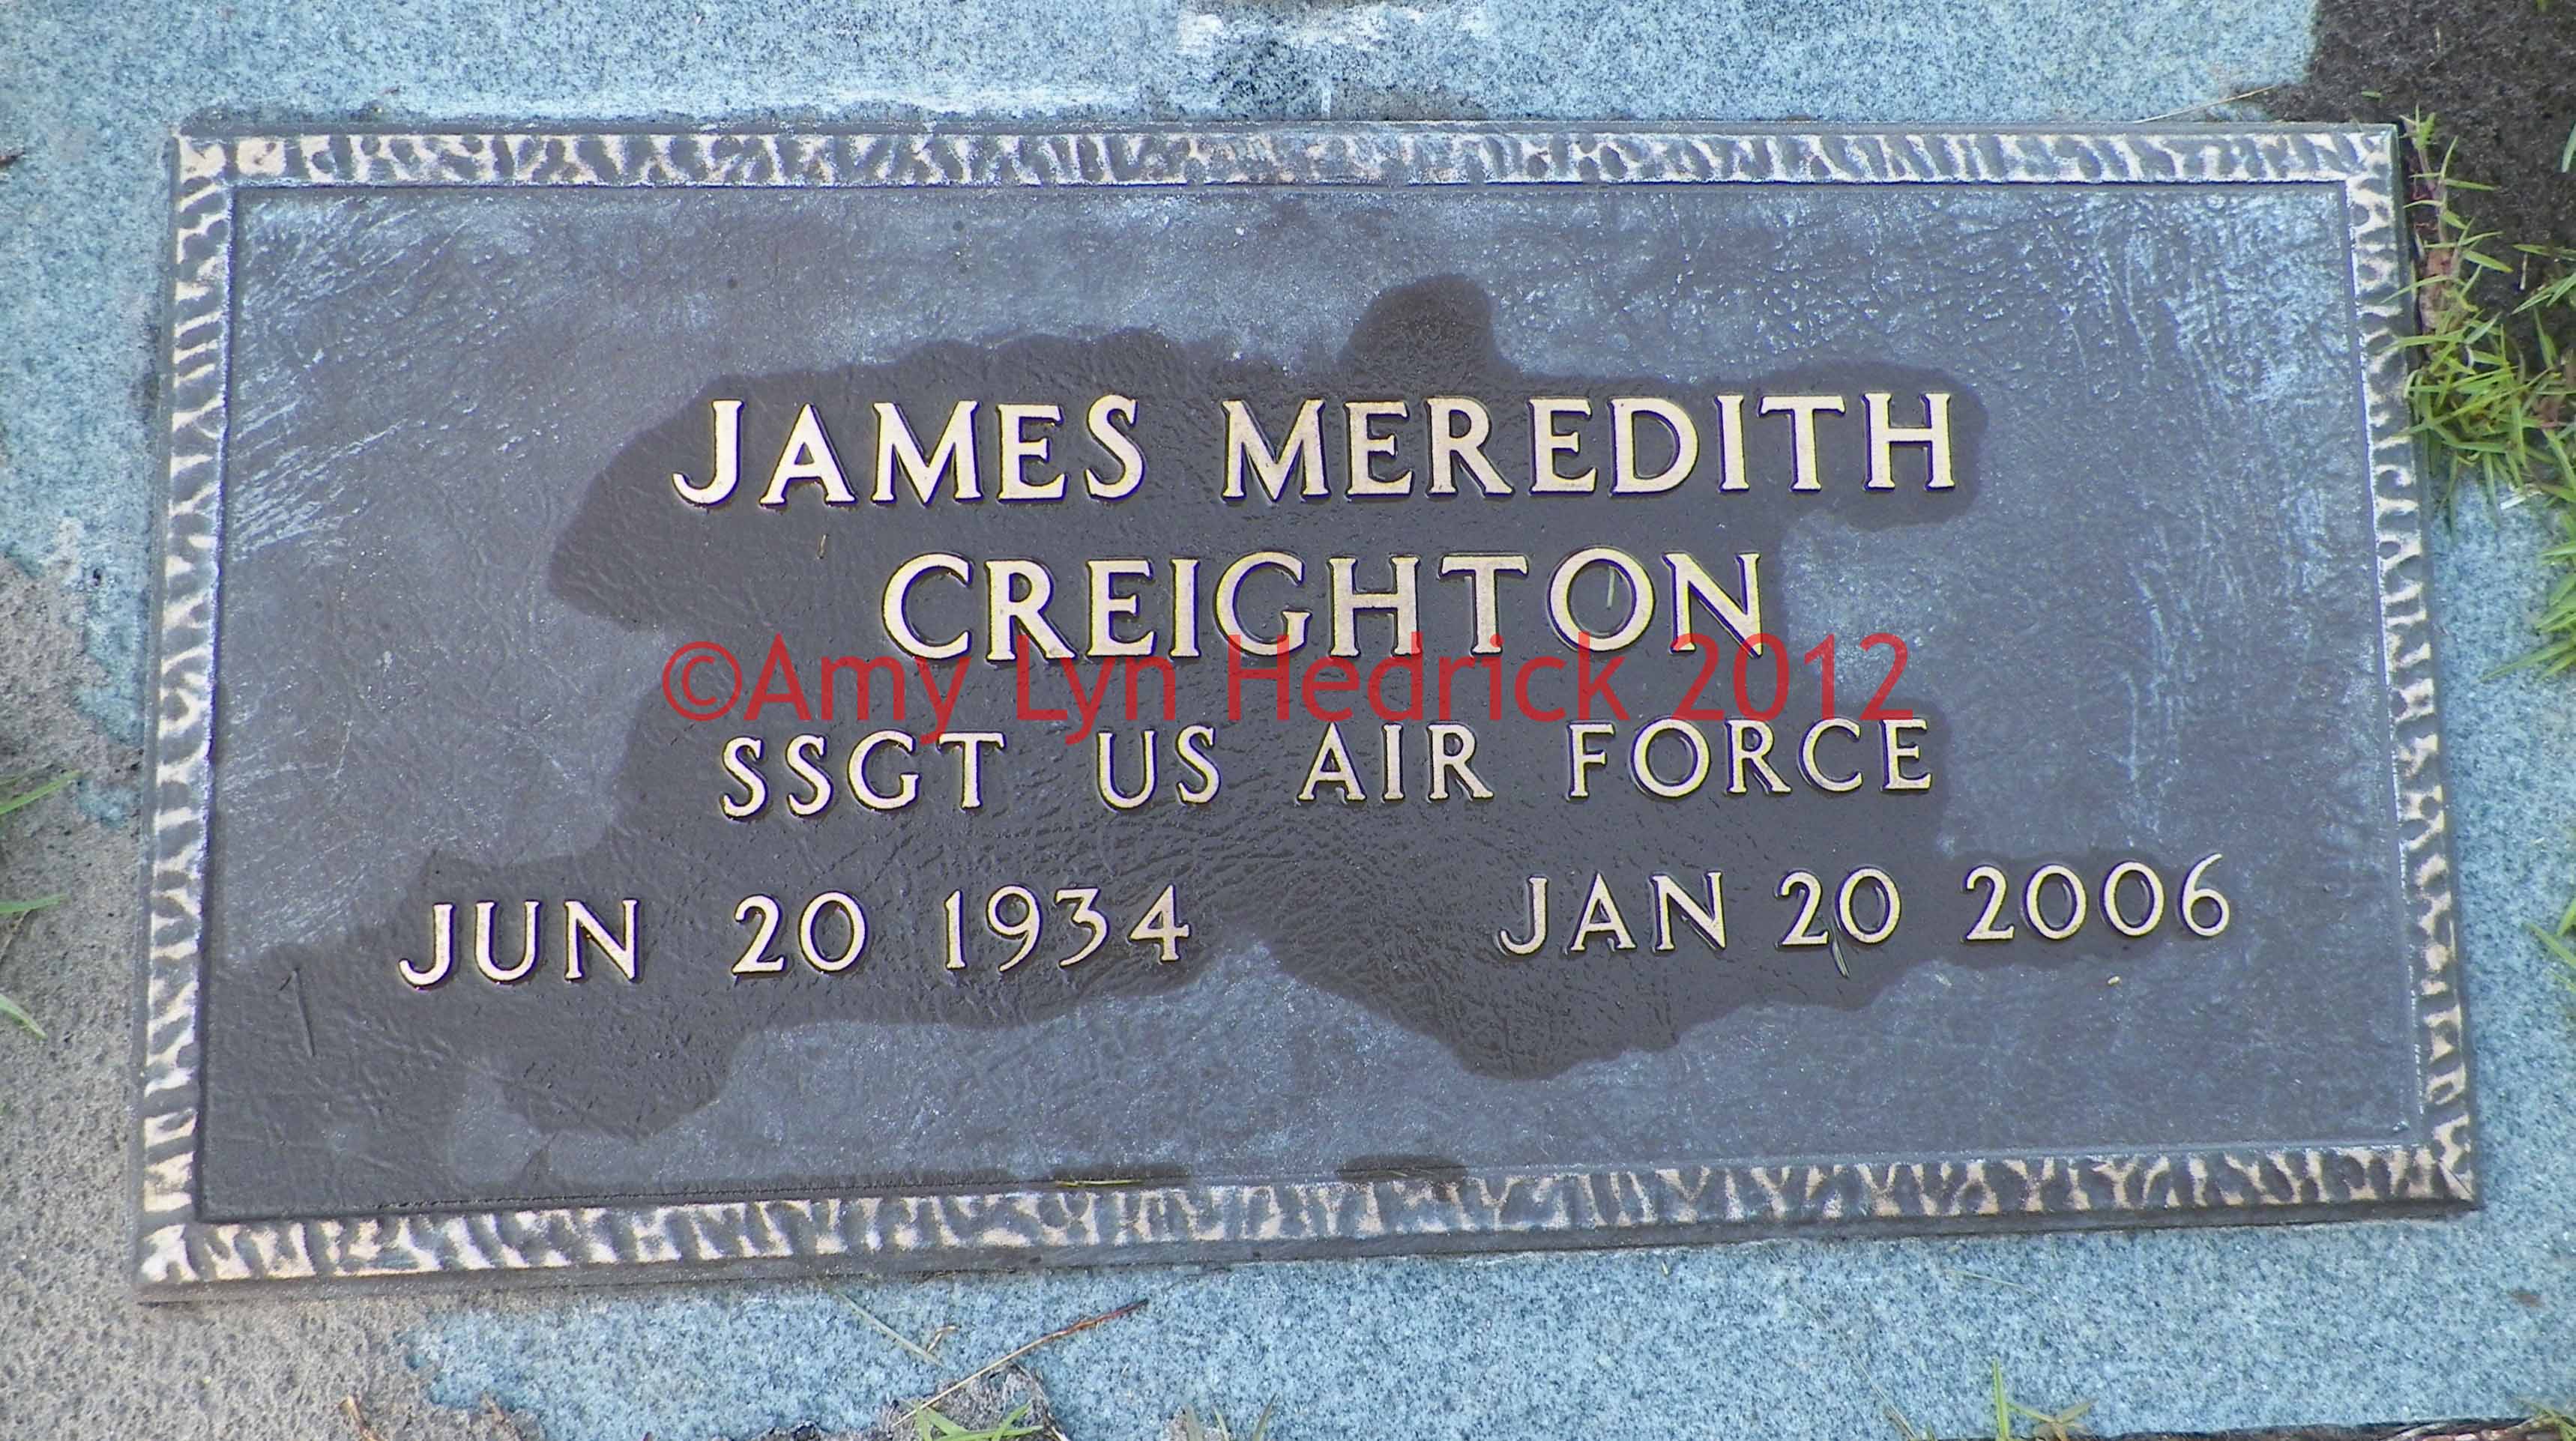 JAMES MEREDITH
CREIGHTON
©Amy Lyn Hedrick 2012
SSGT US AIR FORCE
JUN 20 1934 JAN 20 2006